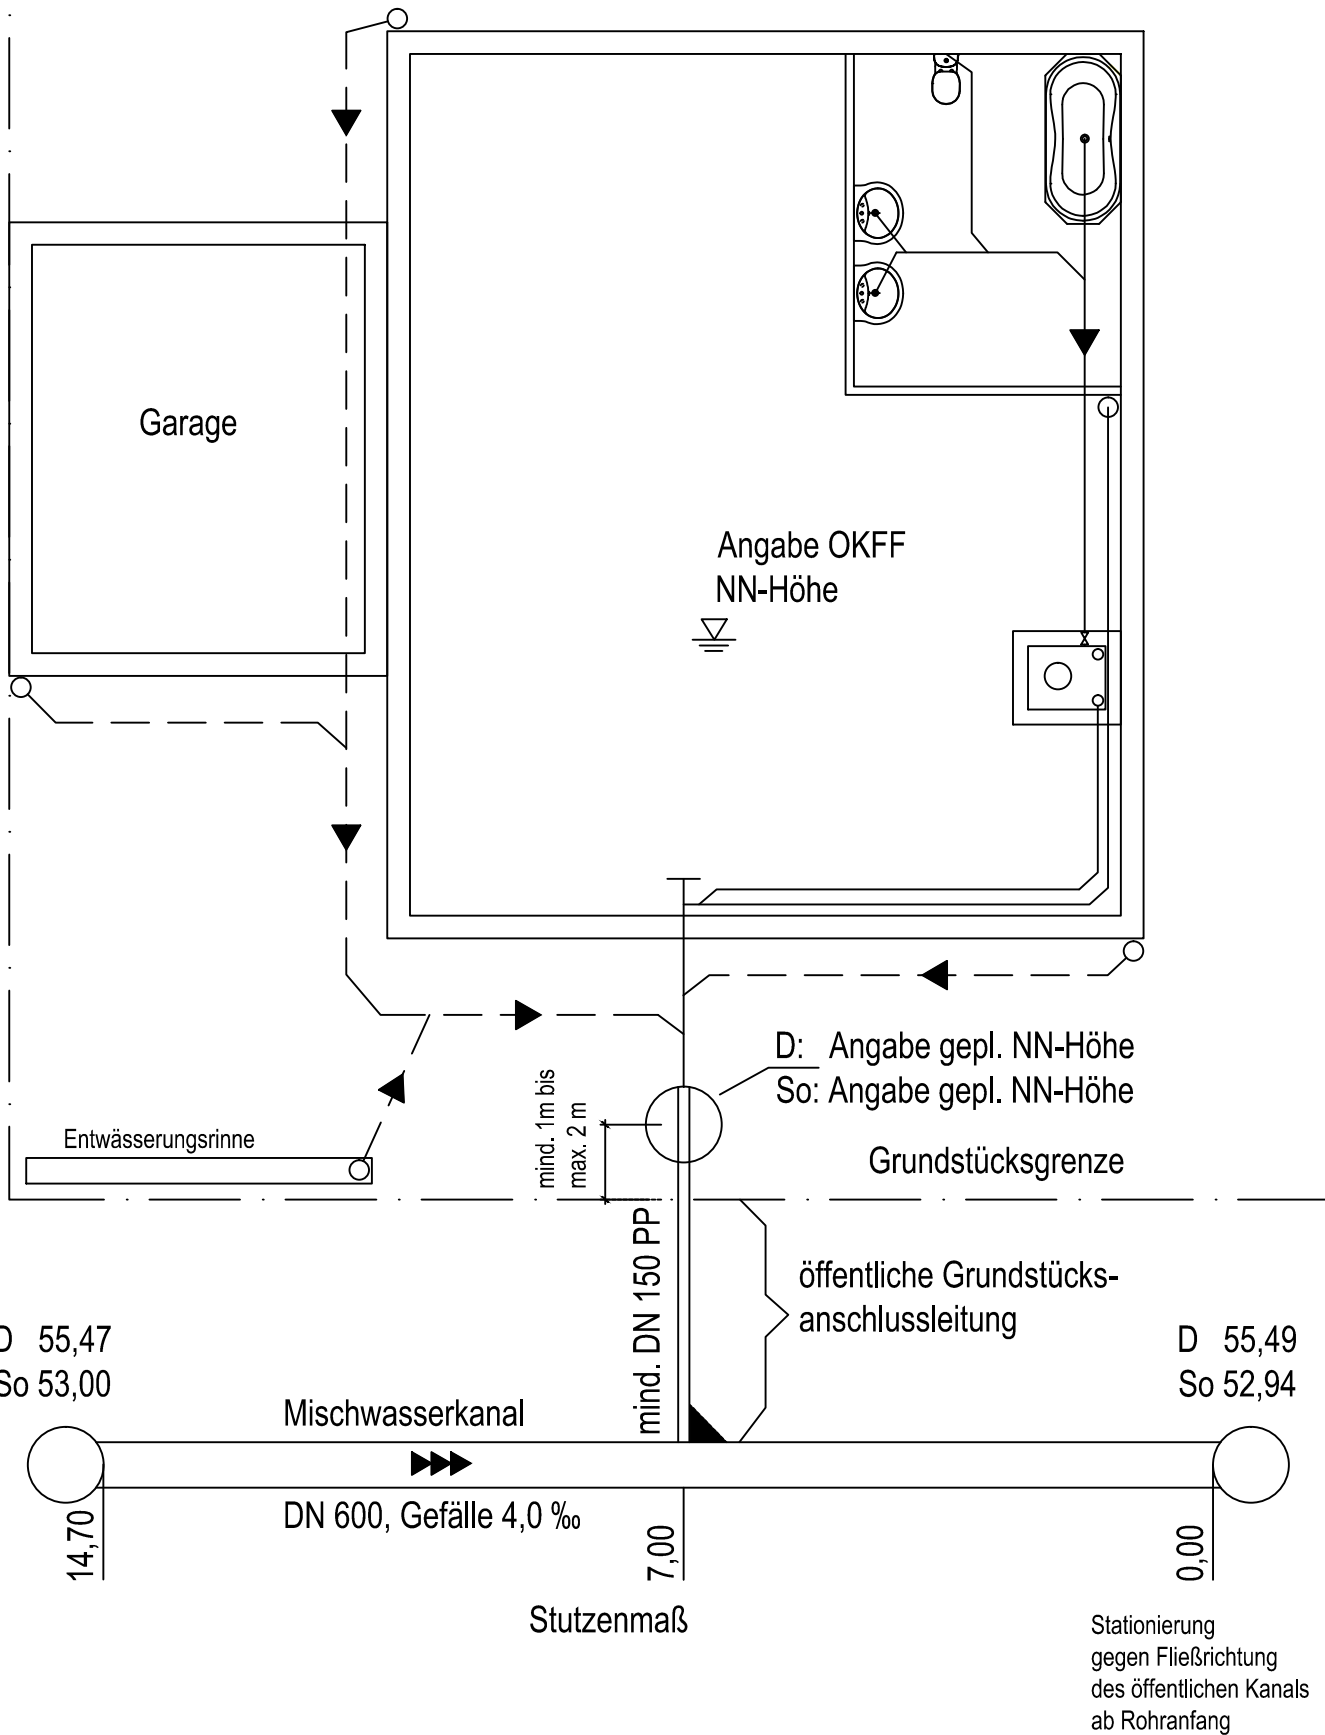 Garage
Angabe OKFF
NN-Höhe
D: Angabe gepl. NN-Höhe
So: Angabe gepl. NN-Höhe
mind. 1m bis
max. 2 m
Entwässerungsrinne
Grundstücksgrenze
mind. DN 150 PP
öffentliche Grundstücks-
anschlussleitung
D 55,47
So 53,00
D 55,49
So 52,94
Mischwasserkanal
DN 600, Gefälle 4,0 ‰
14,70
7,00
0,00
Stutzenmaß
Stationierung
gegen Fließrichtung
des öffentlichen Kanals
ab Rohranfang